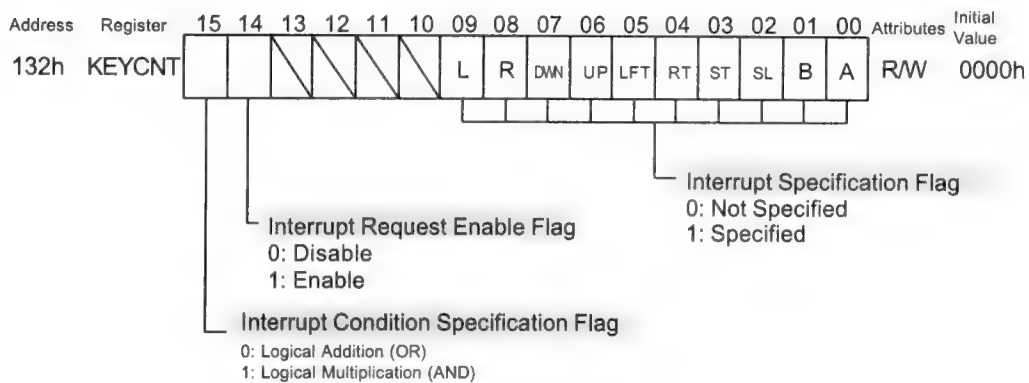 Address Register 15 14 13 12 11 10 09 08 07 06 05 04 03 02 01 00 Attributes Initial Value
132h KEYCNT L R DWN UP LFT RT ST SL B A R/W 0000h
Interrupt Specification Flag
0: Not Specified
1: Specified
Interrupt Request Enable Flag
0: Disable
1: Enable
Interrupt Condition Specification Flag
0: Logical Addition (OR)
1: Logical Multiplication (AND)